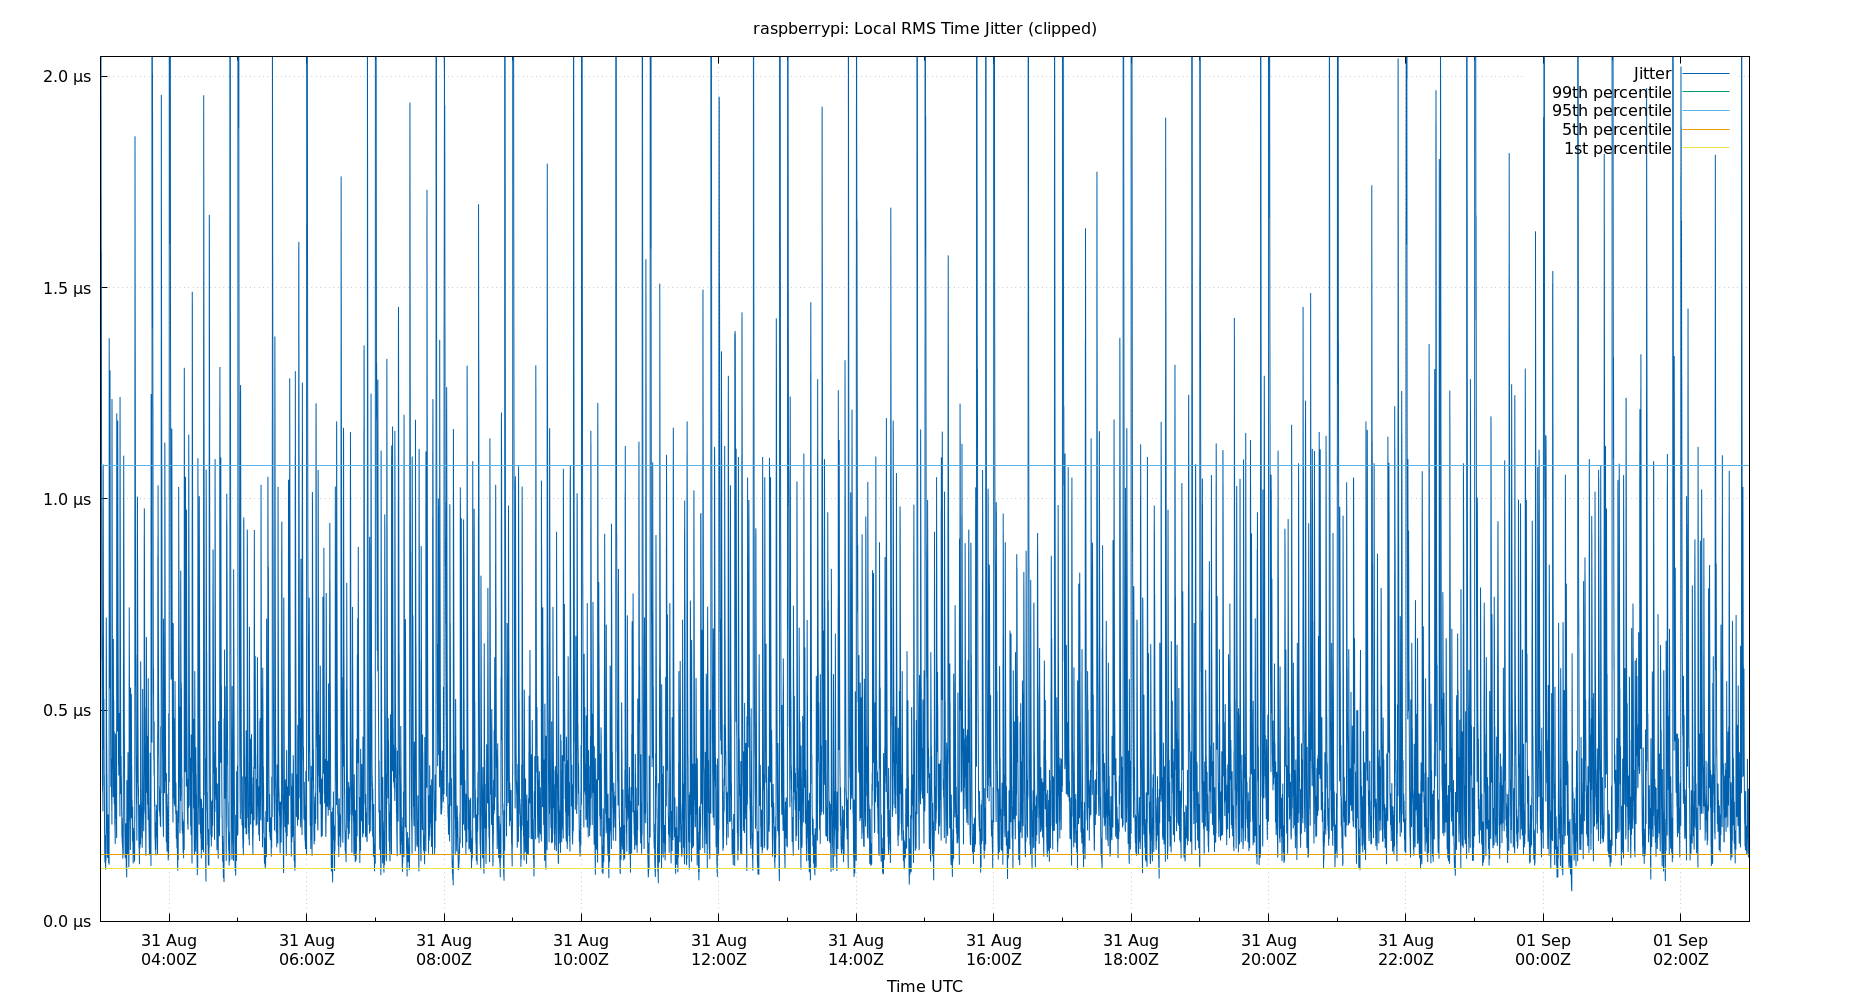 raspberrypi: Local RMS Time Jitter (clipped)
2.0 μs
1.5 μs
1.0 μs
0.5 μs
0.0 μs
Jitter
99th percentile
95th percentile
5th percentile
1st percentile
31 Aug 31 Aug 31 Aug 31 Aug 31 Aug 31 Aug 31 Aug 31 Aug 31 Aug 31 Aug 01 Sep 01 Sep
04:00Z 06:00Z 08:00Z 10:00Z 12:00Z 14:00Z 16:00Z 18:00Z 20:00Z 22:00Z 00:00Z 02:00Z
Time UTC